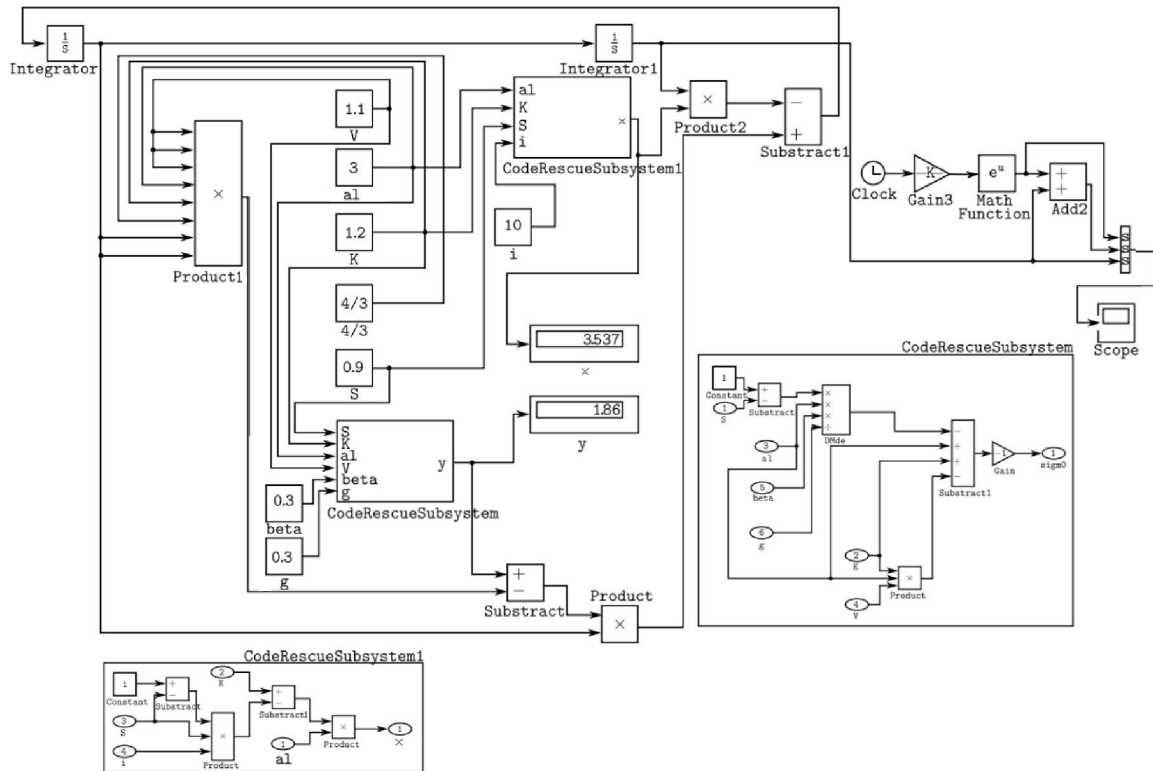 1
S
Integrator
1
S
Integrator1
×
Product1
1.1
V
3
al
1.2
K
4/3
4/3
0.9
S
al
K
S
i
×
CodeRescueSubsystem1
10
i
×
Product2
−
+
Substract1
Clock
K
Gain3
eᵘ
Math
Function
+
+
Add2
S
S
S
Scope
3.537
×
1.86
y
S
K
al
V
beta
g
y
CodeRescueSubsystem
0.3
beta
0.3
g
+
−
Substract
Product
×
CodeRescueSubsystem
1
Constant
1
S
+
−
Substract
×
×
×
÷
DMde
3
al
5
beta
6
g
2
K
4
V
×
Product
−
+
+
−
Substract1
-1
Gain
1
sigm0
CodeRescueSubsystem1
1
Constant
3
S
4
i
+
−
Substract
×
Product
2
K
+
−
Substract1
1
al
×
Product
1
×